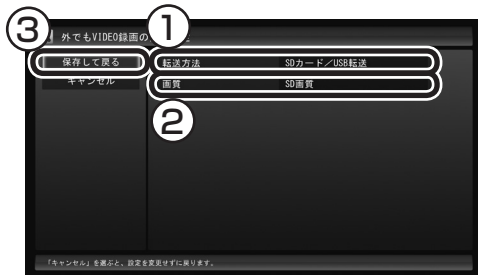 ③
外でもVIDEO録画の
①
保存して戻る
転送方法 SDカード／USB転送
キャンセル
画質 SD画質
②
「キャンセル」を選ぶと、設定を変更せずに戻ります。